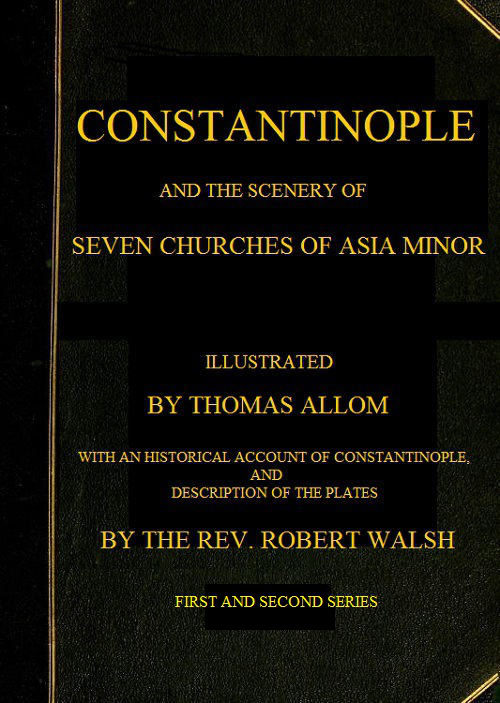 CONSTANTINOPLE
AND THE SCENERY OF
SEVEN CHURCHES OF ASIA MINOR
ILLUSTRATED
BY THOMAS ALLOM
WITH AN HISTORICAL ACCOUNT OF CONSTANTINOPLE,
AND
DESCRIPTION OF THE PLATES
BY THE REV. ROBERT WALSH
FIRST AND SECOND SERIES